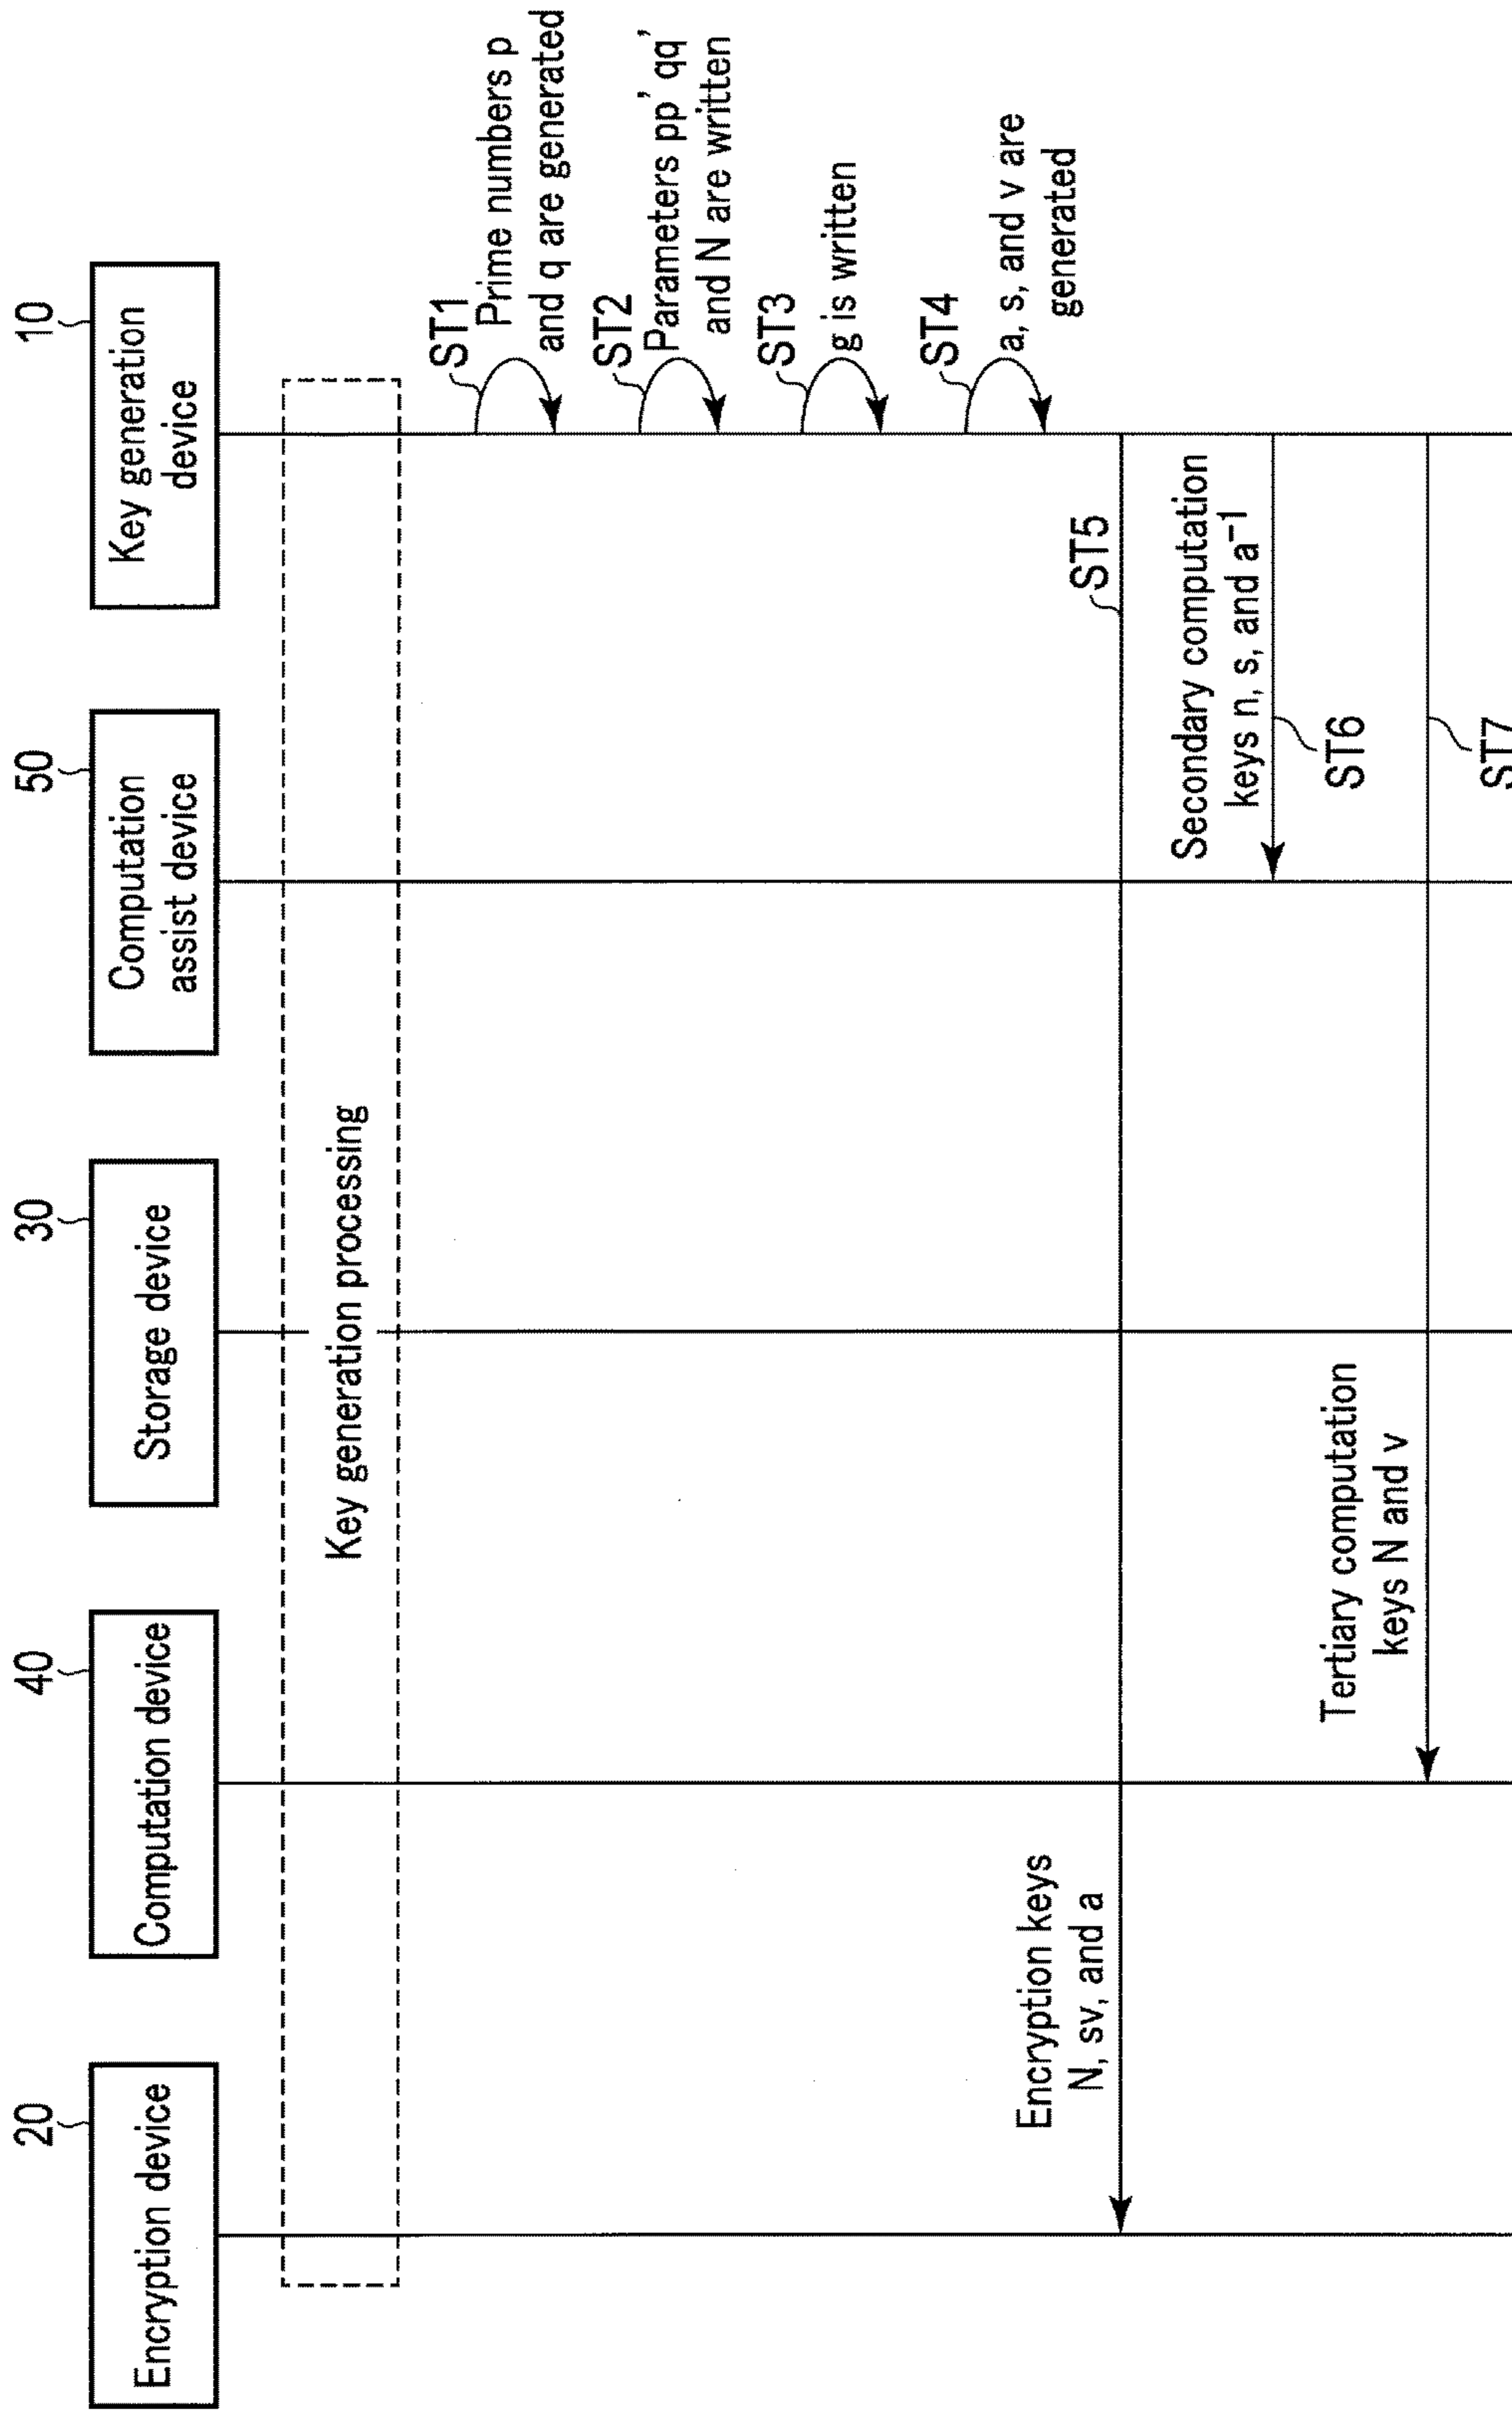 20
40
30
50
10
Encryption device
Computation device
Storage device
Computation
assist device
Key generation
device
Key generation processing
ST1
Prime numbers p
and q are generated
ST2
Parameters pp' qq'
and N are written
ST3
g is written
ST4
a, s, and v are
generated
Encryption keys
N, sv, and a
ST5
Secondary computation
keys n, s, and a⁻¹
ST6
Tertiary computation
keys N and v
ST7